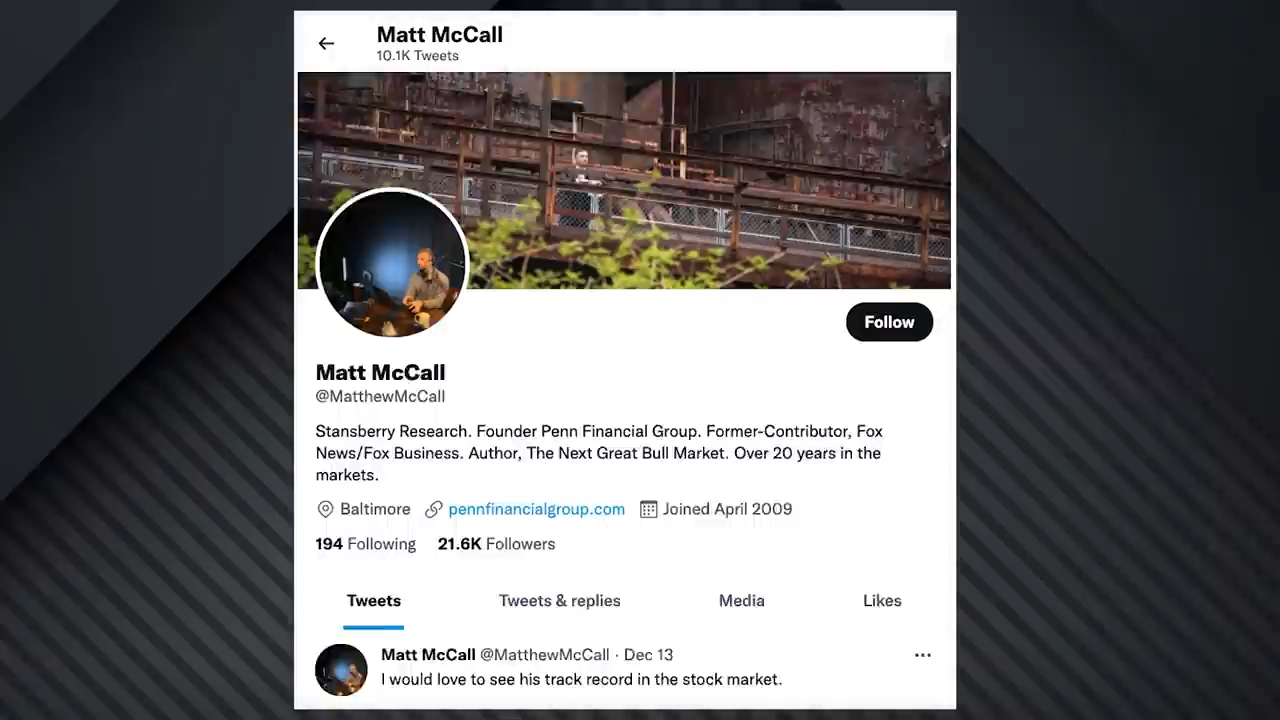 Matt McCall
10.1K Tweets
Follow
Matt McCall
@MatthewMcCall
Stansberry Research. Founder Penn Financial Group. Former-Contributor, Fox
News/Fox Business. Author, The Next Great Bull Market. Over 20 years in the
markets.
Baltimore pennfinancialgroup.com Joined April 2009
194 Following 21.6K Followers
Tweets Tweets & replies Media Likes
Matt McCall @MatthewMcCall · Dec 13
I would love to see his track record in the stock market.